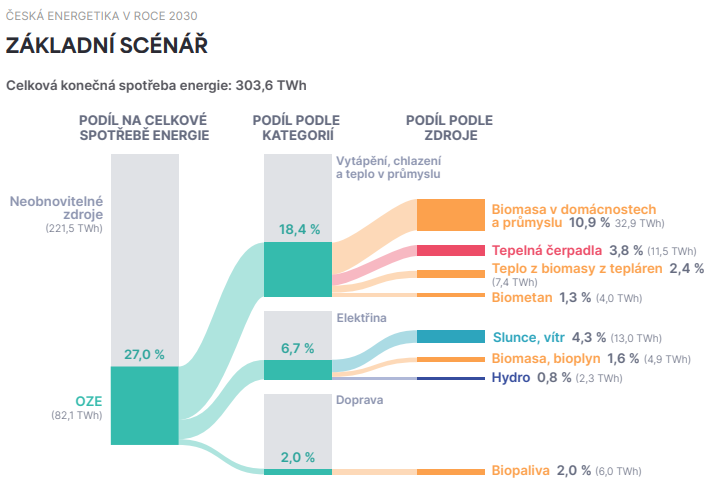 ČESKÁ ENERGETIKA V ROCE 2030
ZÁKLADNÍ SCÉNÁŘ
Celková konečná spotřeba energie: 303,6 TWh
PODÍL NA CELKOVÉ
SPOTŘEBĚ ENERGIE
PODÍL PODLE
KATEGORIÍ
PODÍL PODLE
ZDROJE
Neobnovitelné
zdroje
(221,5 TWh)
27,0 %
OZE
(82,1 TWh)
Vytápění, chlazení
a teplo v průmyslu
18,4 %
Elektřina
6,7 %
Doprava
2,0 %
Biomasa v domácnostech
a průmyslu 10,9 % 32,9 TWh)
Tepelná čerpadla 3,8 % (11,5 TWh)
Teplo z biomasy z tepláren 2,4 %
(7,4 TWh)
Biometan 1,3 % (4,0 TWh)
Slunce, vítr 4,3 % (13,0 TWh)
Biomasa, bioplyn 1,6 % (4,9 TWh)
Hydro 0,8 % (2,3 TWh)
Biopaliva 2,0 % (6,0 TWh)